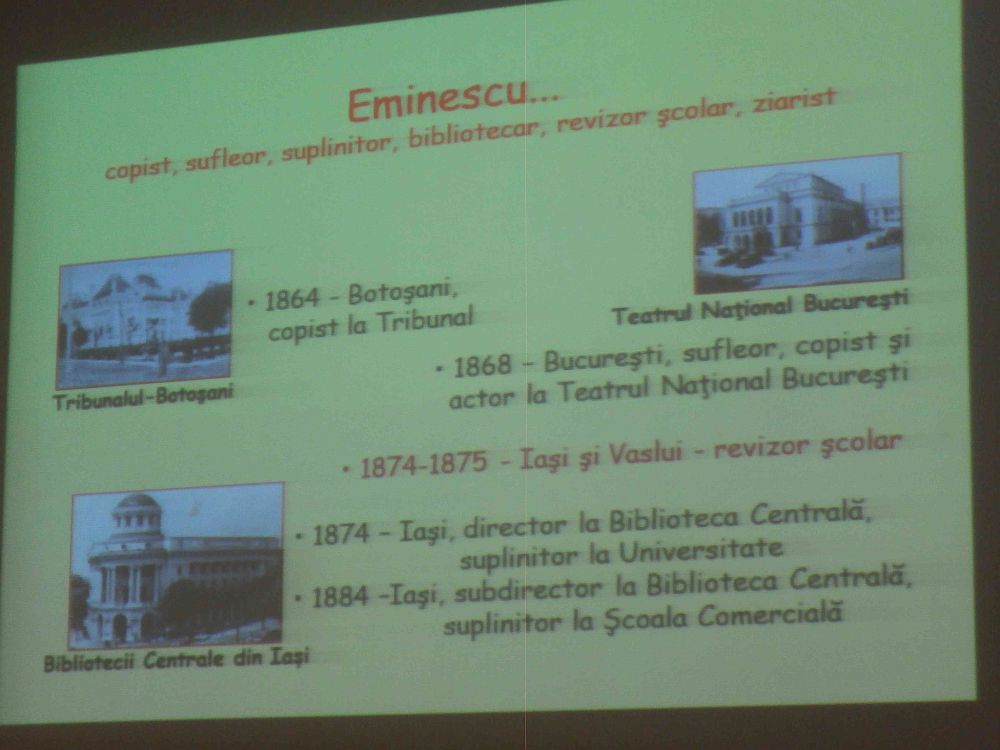 Eminescu...
copist, sufleor, suplinitor, bibliotecar, revizor şcolar, ziarist
• 1864 - Botoşani,
copist la Tribunal
Tribunalul-Botoşani
Teatrul Naţional Bucureşti
• 1868 - Bucureşti, sufleor, copist şi
actor la Teatrul Naţional Bucureşti
• 1874-1875 - Iaşi şi Vaslui - revizor şcolar
• 1874 - Iaşi, director la Biblioteca Centrală,
suplinitor la Universitate
• 1884 -Iaşi, subdirector la Biblioteca Centrală,
suplinitor la Şcoala Comercială
Bibliotecii Centrale din Iaşi